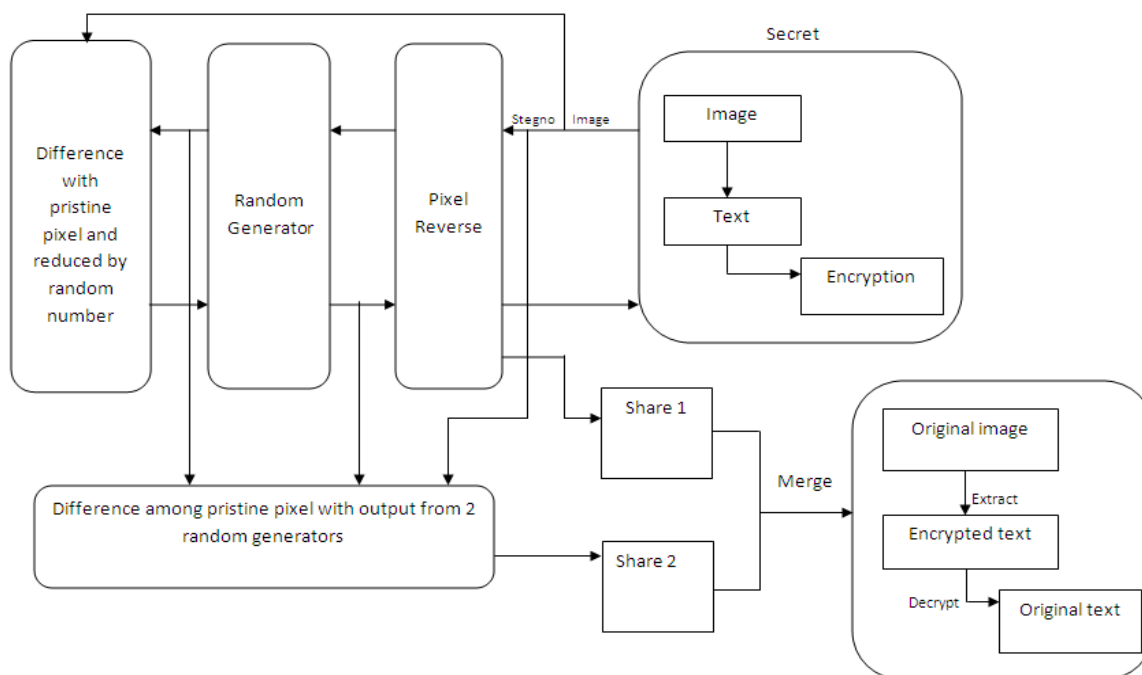 Secret
Stegno Image
Image
Text
Encryption
Difference
with
pristine
pixel and
reduced by
random
number
Random
Generator
Pixel
Reverse
Share 1
Share 2
Difference among pristine pixel with output from 2
random generators
Merge
Original image
Extract
Encrypted text
Decrypt
Original text